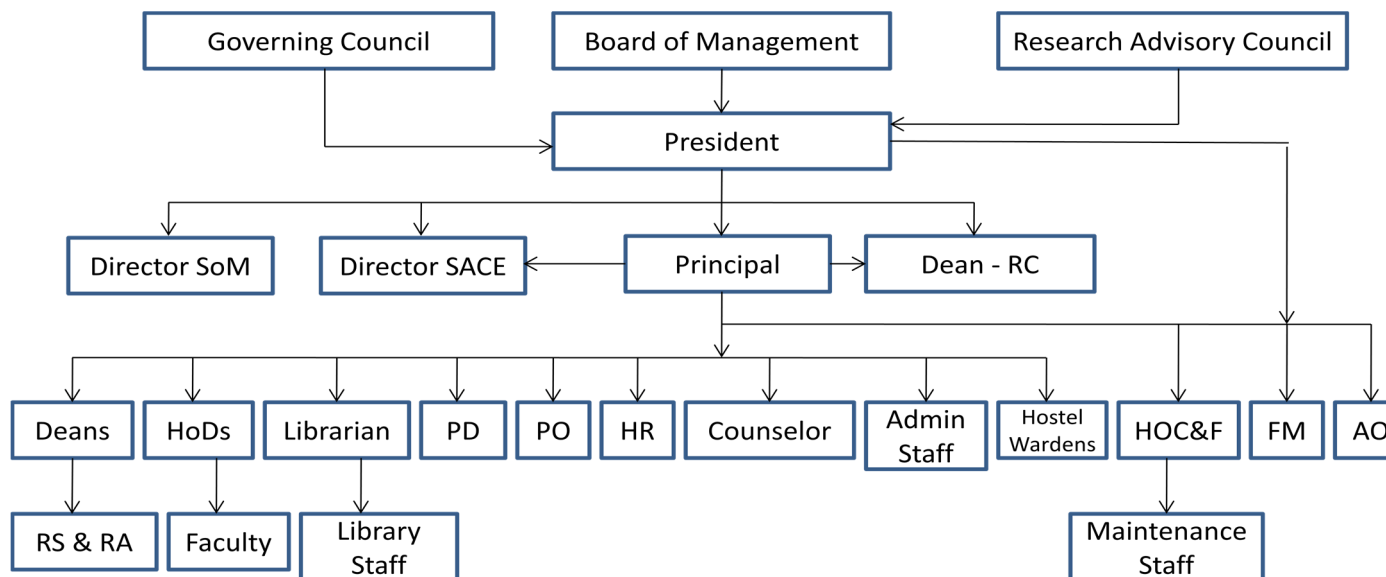 Governing Council
Board of Management
Research Advisory Council
President
Director SoM
Director SACE
Principal
Dean - RC
Deans
HoDs
Librarian
PD
PO
HR
Counselor
Admin
Staff
Hostel
Wardens
HOC&F
FM
AO
RS & RA
Faculty
Library
Staff
Maintenance
Staff